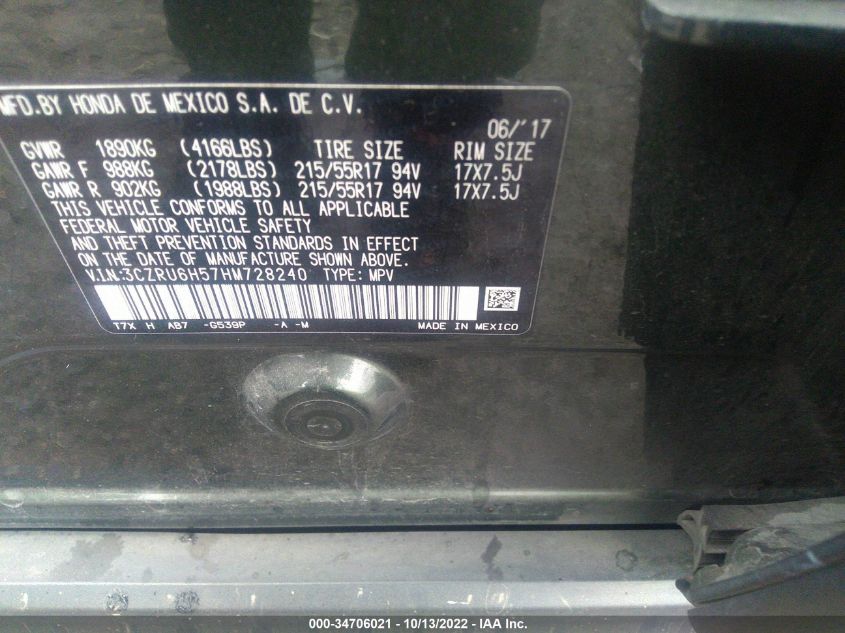 MFD.BY HONDA DE MEXICO S.A. DE C.V.
06/'17
GVWR 1890KG (4166LBS) TIRE SIZE RIM SIZE
GAWR F 988KG (2178LBS) 215/55R17 94V 17X7.5J
GAWR R 902KG (1988LBS) 215/55R17 94V 17X7.5J
THIS VEHICLE CONFORMS TO ALL APPLICABLE
FEDERAL MOTOR VEHICLE SAFETY
AND THEFT PREVENTION STANDARDS IN EFFECT
ON THE DATE OF MANUFACTURE SHOWN ABOVE.
V.I.N:3CZRU6H57HM728240 TYPE: MPV
T7X H AB7 -G539P -A -M MADE IN MEXICO
000-34706021 - 10/13/2022 - IAA Inc.